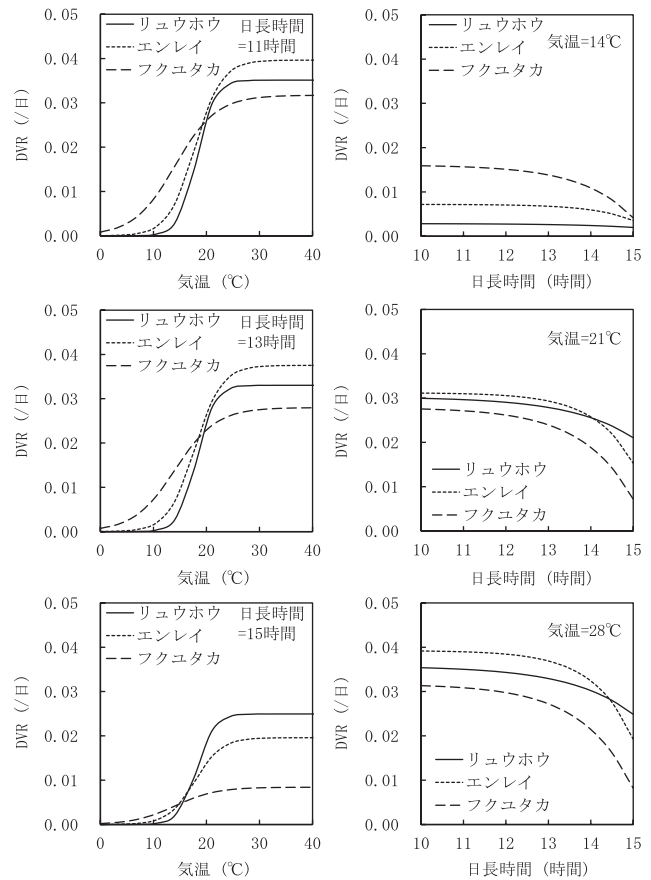 0.05
0.04
0.03
0.02
0.01
0.00
DVR (/日)
リュウホウ
エンレイ
フクユタカ
日長時間
=11時間
0 10 20 30 40
気温 (℃)
0.05
0.04
0.03
0.02
0.01
0.00
DVR (/日)
リュウホウ
エンレイ
フクユタカ
気温=14℃
10 11 12 13 14 15
日長時間 (時間)
0.05
0.04
0.03
0.02
0.01
0.00
DVR (/日)
リュウホウ
エンレイ
フクユタカ
日長時間
=13時間
0 10 20 30 40
気温 (℃)
0.05
0.04
0.03
0.02
0.01
0.00
DVR (/日)
気温=21℃
リュウホウ
エンレイ
フクユタカ
10 11 12 13 14 15
日長時間 (時間)
0.05
0.04
0.03
0.02
0.01
0.00
DVR (/日)
リュウホウ
エンレイ
フクユタカ
日長時間
=15時間
0 10 20 30 40
気温 (℃)
0.05
0.04
0.03
0.02
0.01
0.00
DVR (/日)
気温=28℃
リュウホウ
エンレイ
フクユタカ
10 11 12 13 14 15
日長時間 (時間)